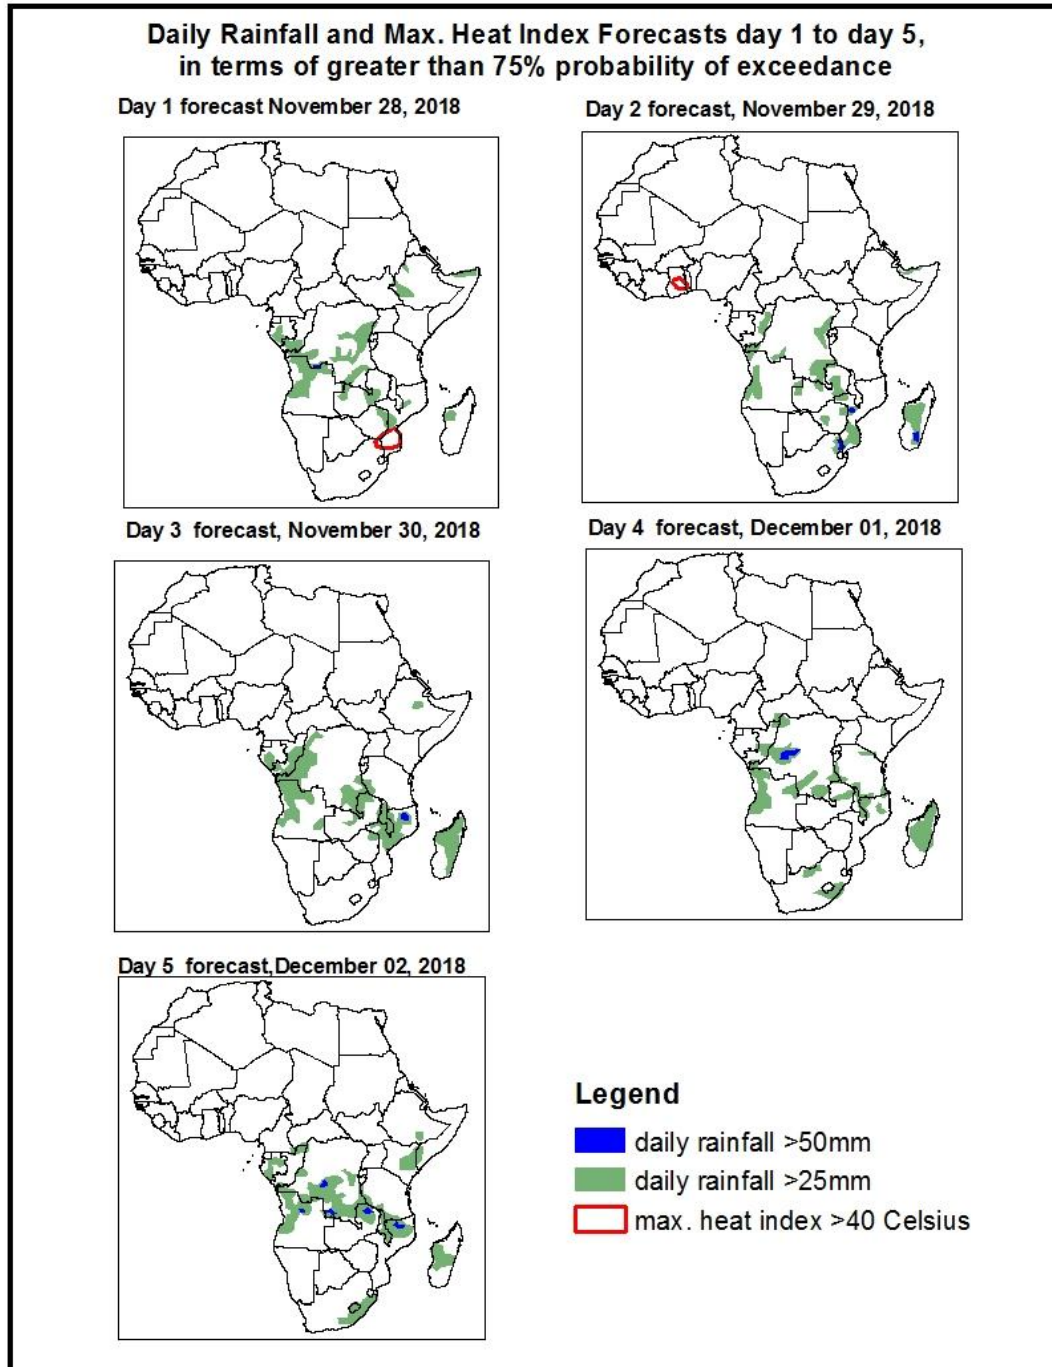 Daily Rainfall and Max. Heat Index Forecasts day 1 to day 5,
in terms of greater than 75% probability of exceedance
Day 1 forecast November 28, 2018
Day 2 forecast, November 29, 2018
Day 3  forecast, November 30, 2018
Day 4  forecast, December 01, 2018
Day 5  forecast,December 02, 2018
Legend
daily rainfall >50mm
daily rainfall >25mm
max. heat index >40 Celsius